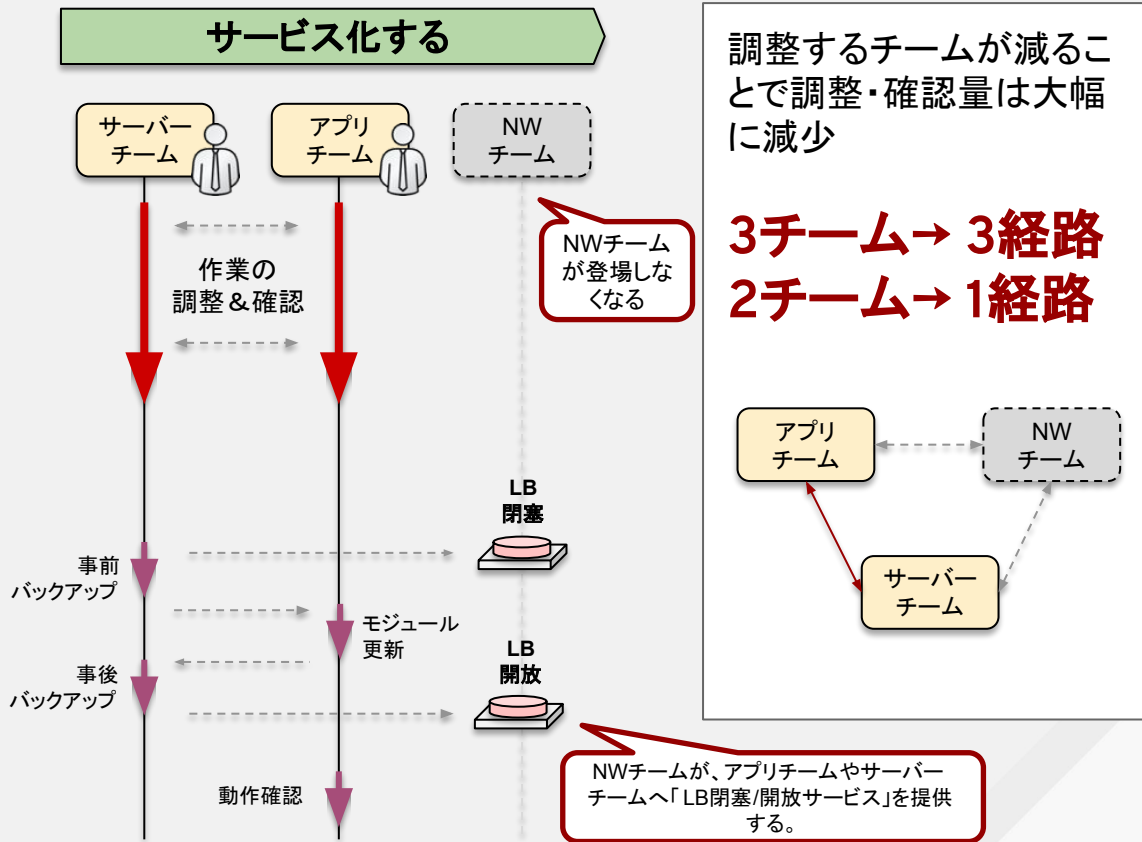 サービス化する
サーバー
チーム
アプリ
チーム
NW
チーム
作業の
調整&確認
NWチーム
が登場しな
くなる
LB
閉塞
事前
バックアップ
モジュール
更新
事後
バックアップ
LB
開放
動作確認
NWチームが、アプリチームやサーバー
チームへ「LB閉塞/開放サービス」を提供
する。
調整するチームが減るこ
とで調整・確認量は大幅
に減少
3チーム→ 3経路
2チーム→ 1経路
アプリ
チーム
NW
チーム
サーバー
チーム